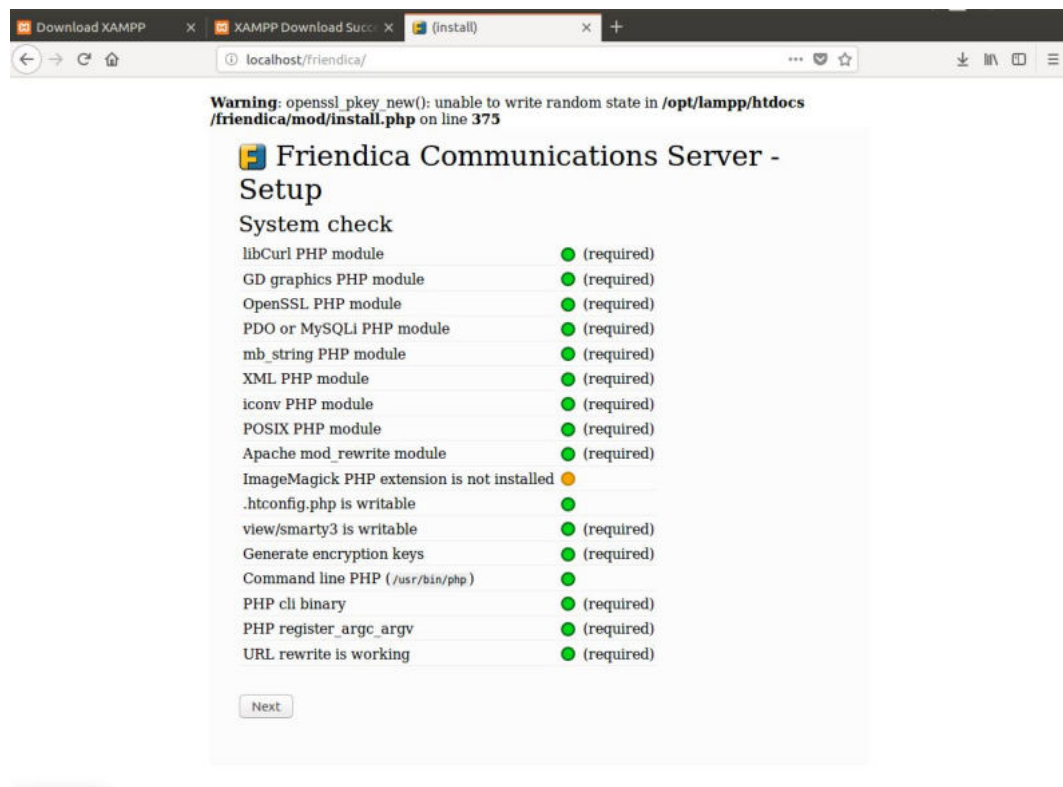 Download XAMPP
XAMPP Download Succe
(install)
localhost/friendica/
Warning: openssl_pkey_new(): unable to write random state in /opt/lampp/htdocs
/friendica/mod/install.php on line 375
Friendica Communications Server -
Setup
System check
libCurl PHP module (required)
GD graphics PHP module (required)
OpenSSL PHP module (required)
PDO or MySQLi PHP module (required)
mb_string PHP module (required)
XML PHP module (required)
iconv PHP module (required)
POSIX PHP module (required)
Apache mod_rewrite module (required)
ImageMagick PHP extension is not installed
.htconfig.php is writable
view/smarty3 is writable (required)
Generate encryption keys (required)
Command line PHP (/usr/bin/php)
PHP cli binary (required)
PHP register_argc_argv (required)
URL rewrite is working (required)
Next